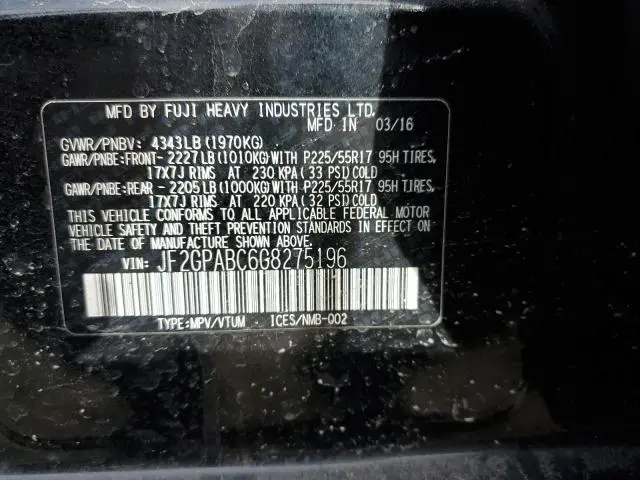 MFD BY FUJI HEAVY INDUSTRIES LTD.
MFD IN 03/16
GVWR/PNBV: 4343LB(1970KG)
GAWR/PNBE:FRONT- 2227LB(1010KG)WITH P225/55R17 95H TIRES,
17X7J RIMS AT 230 KPA(33 PSI)COLD
GAWR/PNBE:REAR - 2205LB(1000KG)WITH P225/55R17 95H TIRES,
17X7J RIMS AT 220 KPA(32 PSI)COLD
THIS VEHICLE CONFORMS TO ALL APPLICABLE FEDERAL MOTOR
VEHICLE SAFETY AND THEFT PREVENTION STANDARDS IN EFFECT ON
THE DATE OF MANUFACTURE SHOWN ABOVE.
VIN: JF2GPABC6G8275196
TYPE:MPV/VTUM ICES/NMB-002